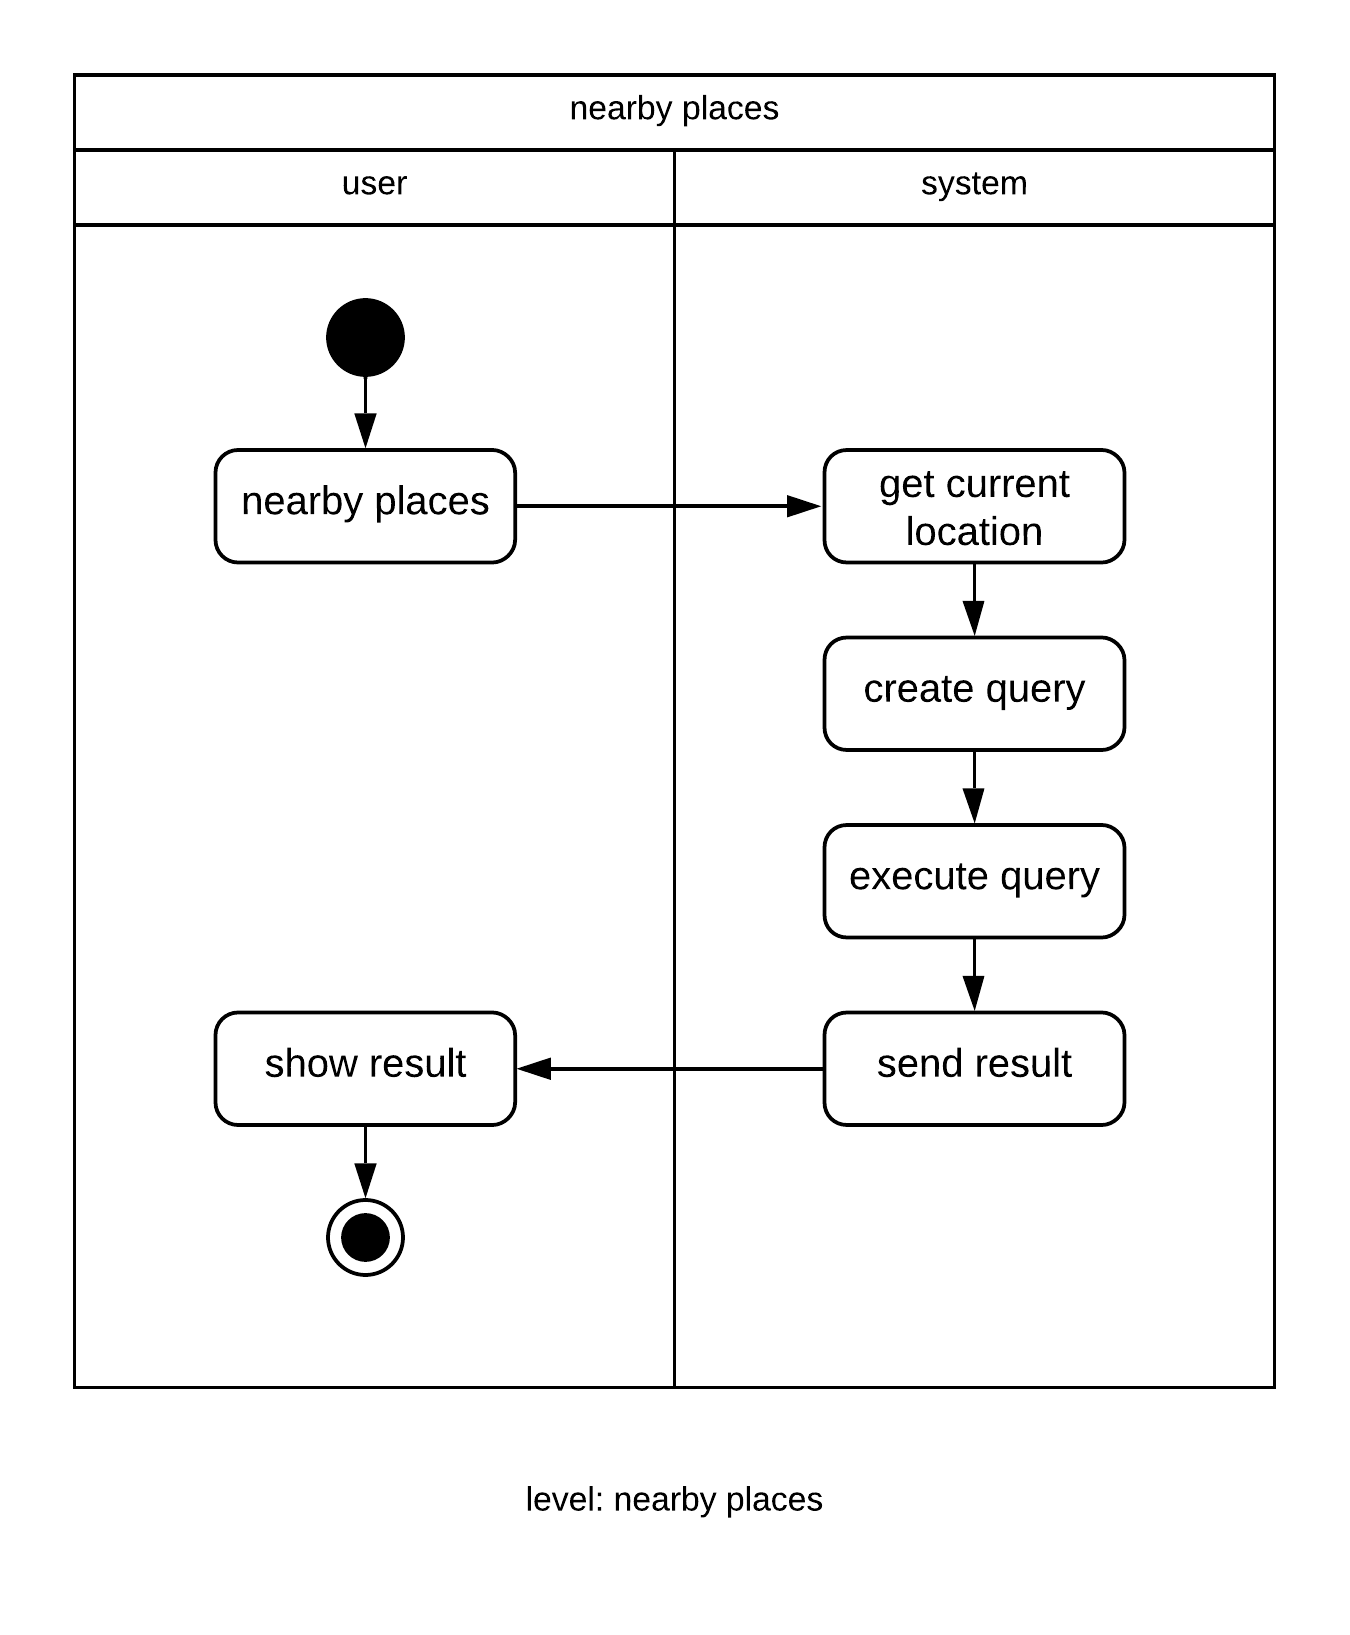 nearby places
user
system
nearby places
get current
location
create query
execute query
show result
send result
level: nearby places